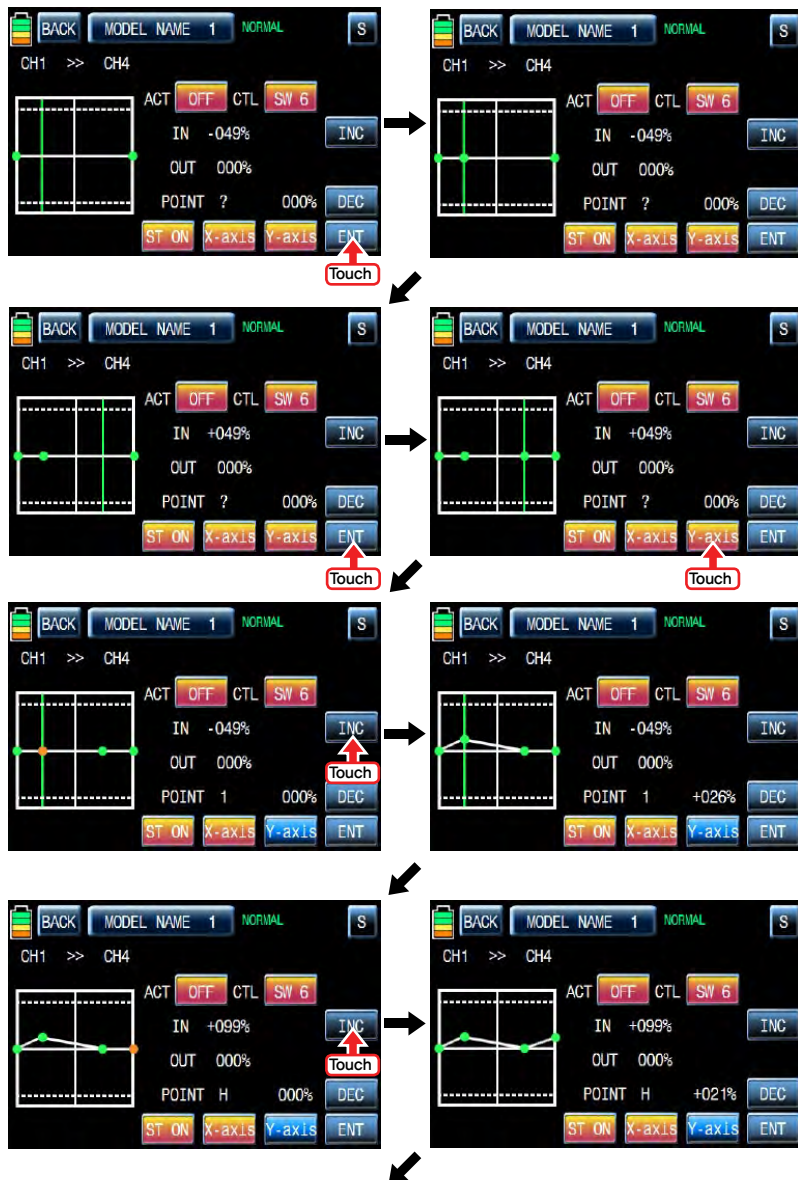 BACK MODEL NAME 1 NORMAL S
CH1 >> CH4
ACT OFF CTL SW 6
IN -049% INC
OUT 000%
POINT ? 000% DEC
ST ON X-axis Y-axis ENT
Touch
BACK MODEL NAME 1 NORMAL S
CH1 >> CH4
ACT OFF CTL SW 6
IN -049% INC
OUT 000%
POINT ? 000% DEC
ST ON X-axis Y-axis ENT
BACK MODEL NAME 1 NORMAL S
CH1 >> CH4
ACT OFF CTL SW 6
IN +049% INC
OUT 000%
POINT ? 000% DEC
ST ON X-axis Y-axis ENT
Touch
BACK MODEL NAME 1 NORMAL S
CH1 >> CH4
ACT OFF CTL SW 6
IN +049% INC
OUT 000%
POINT ? 000% DEC
ST ON X-axis Y-axis ENT
Touch
BACK MODEL NAME 1 NORMAL S
CH1 >> CH4
ACT OFF CTL SW 6
IN -049% INC
OUT 000% Touch
POINT 1 000% DEC
ST ON X-axis Y-axis ENT
BACK MODEL NAME 1 NORMAL S
CH1 >> CH4
ACT OFF CTL SW 6
IN -049% INC
OUT 000%
POINT 1 +026% DEC
ST ON X-axis Y-axis ENT
BACK MODEL NAME 1 NORMAL S
CH1 >> CH4
ACT OFF CTL SW 6
IN +099% INC
OUT 000% Touch
POINT H 000% DEC
ST ON X-axis Y-axis ENT
BACK MODEL NAME 1 NORMAL S
CH1 >> CH4
ACT OFF CTL SW 6
IN +099% INC
OUT 000%
POINT H +021% DEC
ST ON X-axis Y-axis ENT